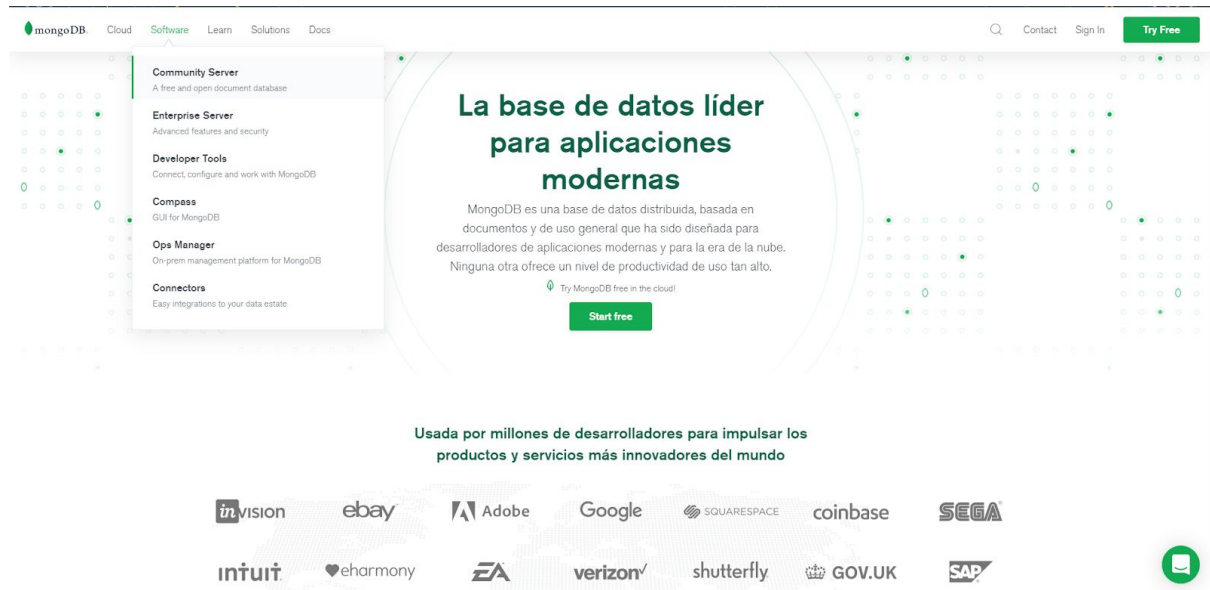 mongoDB.
Cloud
Software
Learn
Solutions
Docs
Contact
Sign In
Try Free
Community Server
A free and open document database
Enterprise Server
Advanced features and security
Developer Tools
Connect, configure and work with MongoDB
Compass
GUI for MongoDB
Ops Manager
On-prem management platform for MongoDB
Connectors
Easy integrations to your data estate
La base de datos líder
para aplicaciones
modernas
MongoDB es una base de datos distribuida, basada en
documentos y de uso general que ha sido diseñada para
desarrolladores de aplicaciones modernas y para la era de la nube.
Ninguna otra ofrece un nivel de productividad de uso tan alto.
Try MongoDB free in the cloud!
Start free
Usada por millones de desarrolladores para impulsar los
productos y servicios más innovadores del mundo
invision
ebay
Adobe
Google
SQUARESPACE
coinbase
SEGA
intuit
eharmony
EA
verizon
shutterfly
GOV.UK
SAP